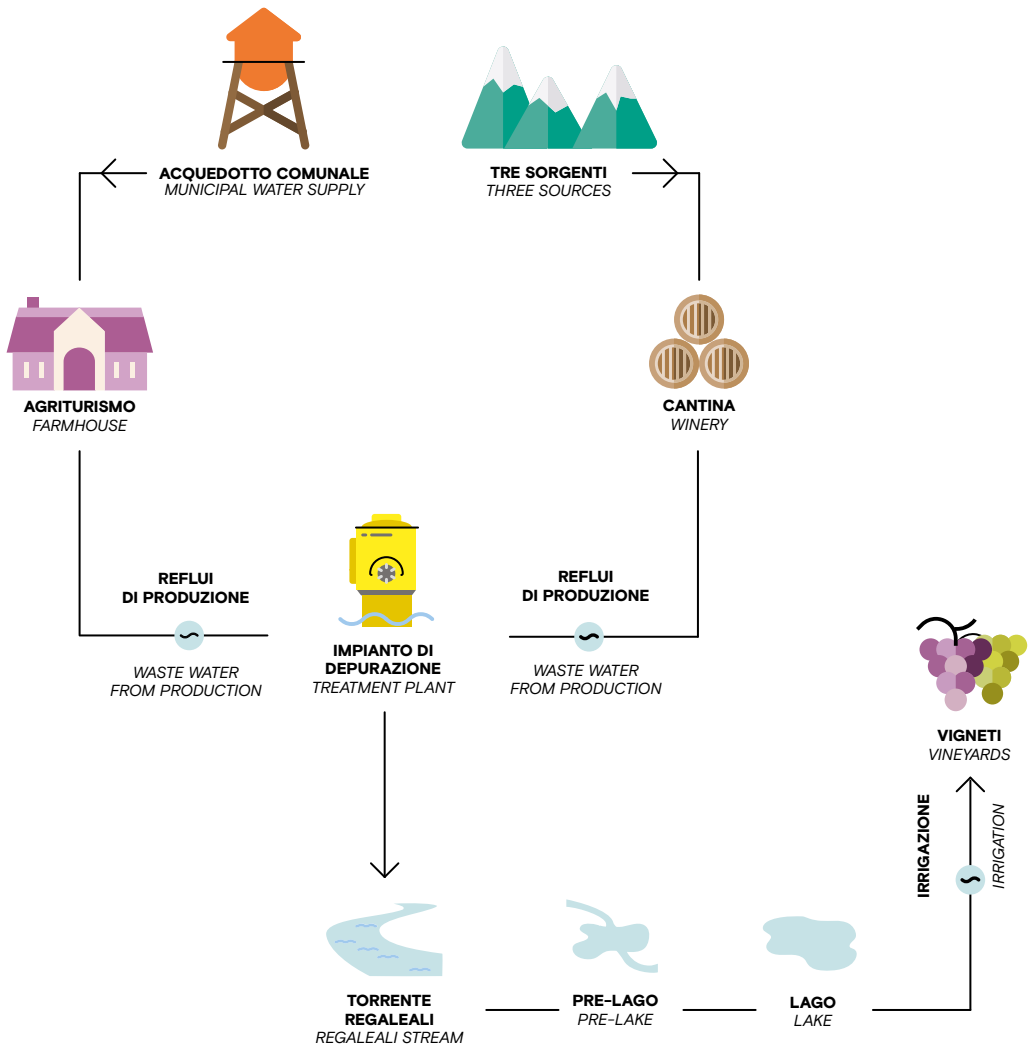 ACQUEDOTTO COMUNALE
MUNICIPAL WATER SUPPLY
TRE SORGENTI
THREE SOURCES
AGRITURISMO
FARMHOUSE
CANTINA
WINERY
REFLUI
DI PRODUZIONE
WASTE WATER
FROM PRODUCTION
IMPIANTO DI
DEPURAZIONE
TREATMENT PLANT
REFLUI
DI PRODUZIONE
WASTE WATER
FROM PRODUCTION
VIGNETI
VINEYARDS
IRRIGAZIONE
IRRIGATION
TORRENTE
REGALEALI
REGALEALI STREAM
PRE-LAGO
PRE-LAKE
LAGO
LAKE